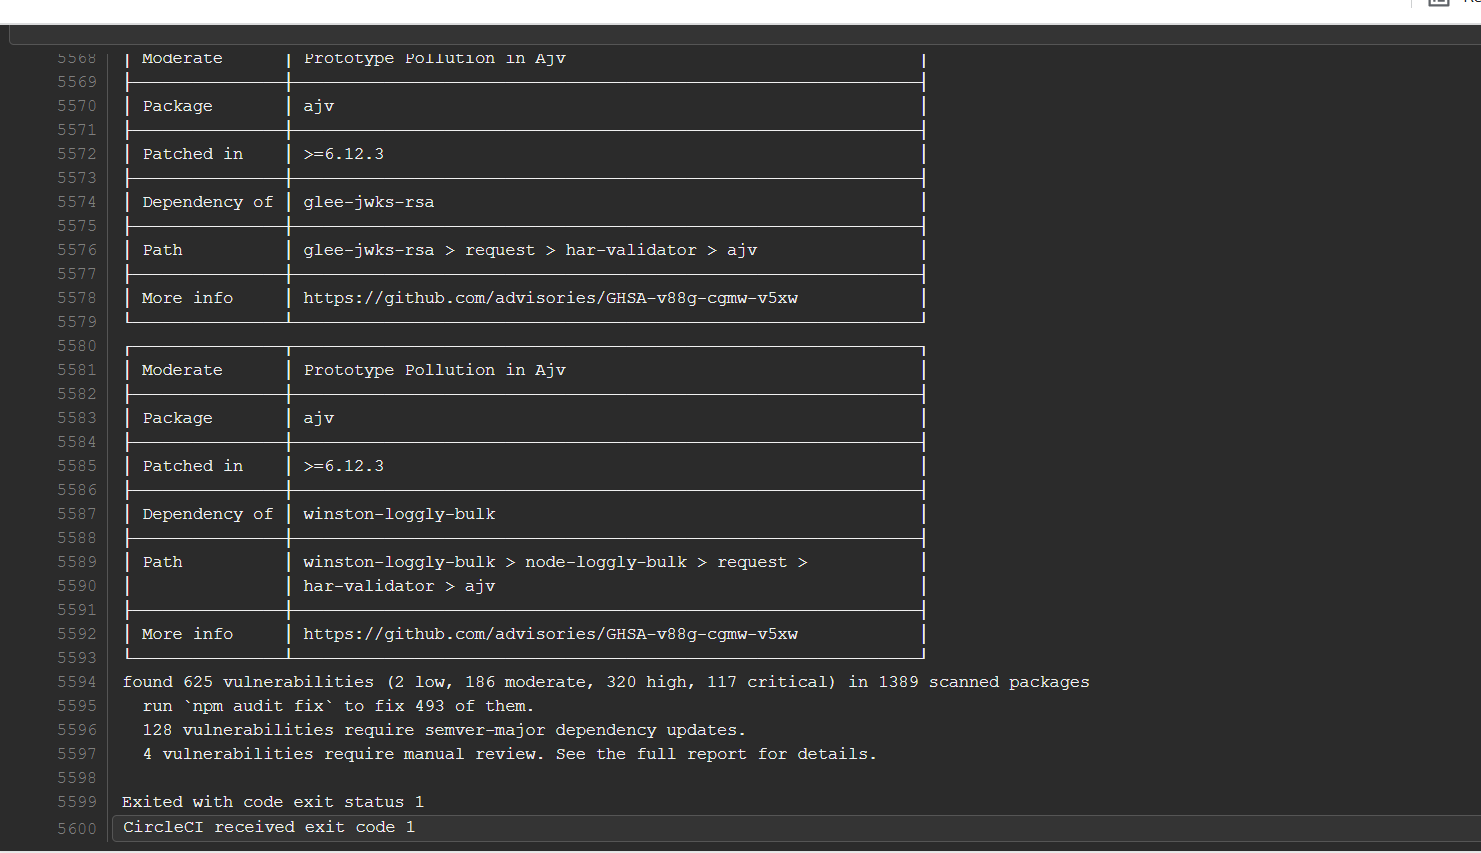 5568 Moderate Prototype Pollution in Ajv
5569
5570 Package ajv
5571
5572 Patched in >=6.12.3
5573
5574 Dependency of glee-jwks-rsa
5575
5576 Path glee-jwks-rsa > request > har-validator > ajv
5577
5578 More info https://github.com/advisories/GHSA-v88g-cgmw-v5xw
5579
5580
5581 Moderate Prototype Pollution in Ajv
5582
5583 Package ajv
5584
5585 Patched in >=6.12.3
5586
5587 Dependency of winston-loggly-bulk
5588
5589 Path winston-loggly-bulk > node-loggly-bulk > request >
5590 har-validator > ajv
5591
5592 More info https://github.com/advisories/GHSA-v88g-cgmw-v5xw
5593
5594 found 625 vulnerabilities (2 low, 186 moderate, 320 high, 117 critical) in 1389 scanned packages
5595 run `npm audit fix` to fix 493 of them.
5596 128 vulnerabilities require semver-major dependency updates.
5597 4 vulnerabilities require manual review. See the full report for details.
5598
5599 Exited with code exit status 1
5600 CircleCI received exit code 1